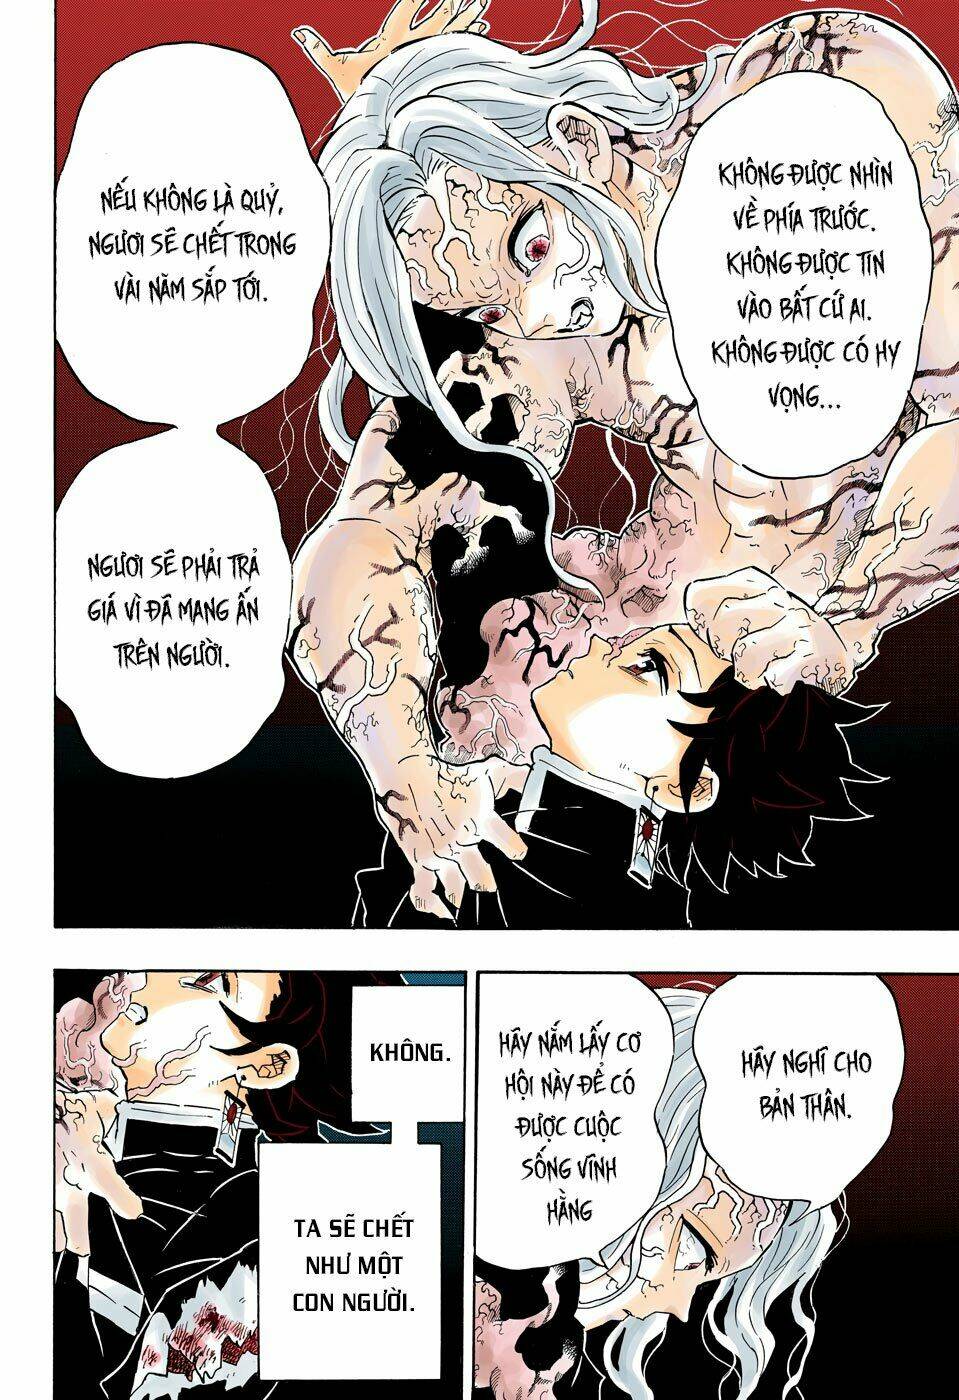 KHÔNG ĐƯỢC NHÌN
VỀ PHÍA TRƯỚC.
KHÔNG ĐƯỢC TIN
VÀO BẤT CỨ AI.
KHÔNG ĐƯỢC CÓ HY
VỌNG...
NẾU KHÔNG LÀ QUỶ,
NGƯƠI SẼ CHẾT TRONG
VÀI NĂM SẮP TỚI.
NGƯƠI SẼ PHẢI TRẢ
GIÁ VÌ ĐÃ MANG ẤN
TRÊN NGƯỜI.
HÃY NGHĨ CHO
BẢN THÂN.
HÃY NẮM LẤY CƠ
HỘI NÀY ĐỂ CÓ
ĐƯỢC CUỘC
SỐNG VĨNH
HẰNG
KHÔNG.
TA SẼ CHẾT
NHƯ MỘT
CON NGƯỜI.